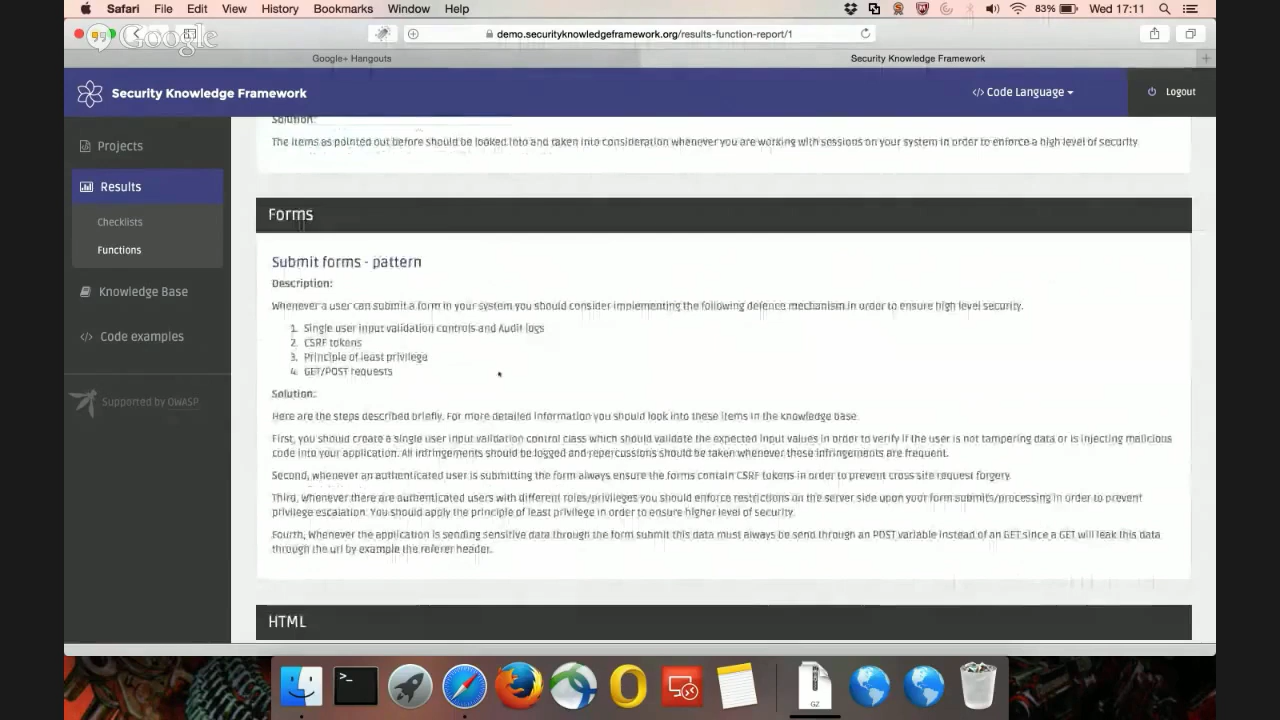 Safari File Edit View History Bookmarks Window Help 83% Wed 17:11
Google
demo.securityknowledgeframework.org/results-function-report/1
Google+ Hangouts Security Knowledge Framework
Security Knowledge Framework </> Code Language Logout
Projects
Results
Checklists
Functions
Knowledge Base
</> Code examples
Supported by OWASP
Solution:
The items as pointed out before should be looked into and taken into consideration whenever you are working with sessions on your system in order to enforce a high level of security
Forms
Submit forms - pattern
Description:
Whenever a user can submit a form in your system you should consider implementing the following defence mechanism in order to ensure high level security.
1. Single user input validation controls and Audit logs
2. CSRF tokens
3. Principle of least privilege
4. GET/POST requests
Solution:
Here are the steps described briefly. For more detailed information you should look into these items in the knowledge base
First, you should create a single user input validation control class which should validate the expected input values in order to verify if the user is not tampering data or is injecting malicious
code into your application. All infringements should be logged and repercussions should be taken whenever these infringements are frequent.
Second, whenever an authenticated user is submitting the form always ensure the forms contain CSRF tokens in order to prevent cross site request forgery
Third, whenever there are authenticated users with different roles/privileges you should enforce restrictions on the server side upon your form submits/processing in order to prevent
privilege escalation. You should apply the principle of least privilege in order to ensure higher level of security.
Fourth, Whenever the application is sending sensitive data through the form submit this data must always be send through an POST variable instead of an GET since a GET will leak this data
through the url by example the referer header.
HTML
GZ